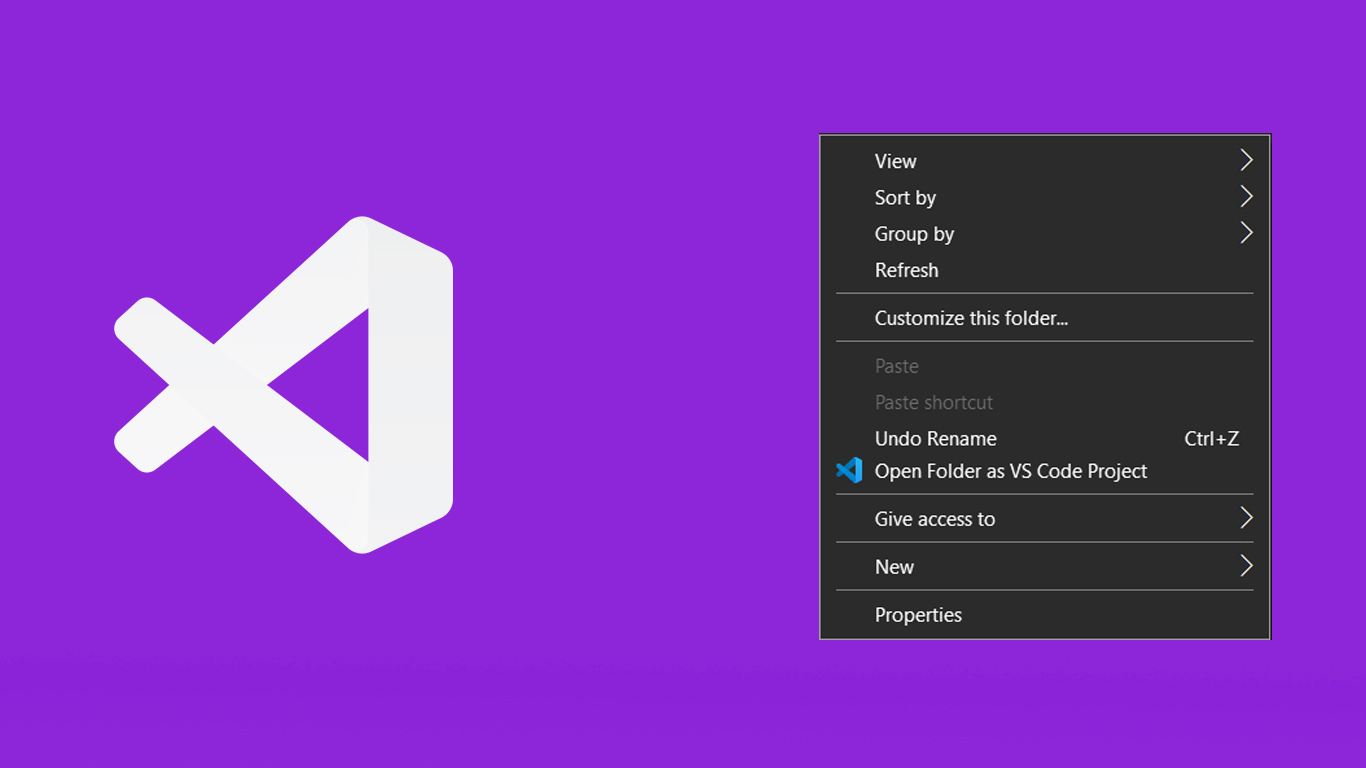 View
Sort by
Group by
Refresh
Customize this folder...
Paste
Paste shortcut
Undo Rename Ctrl+Z
Open Folder as VS Code Project
Give access to
New
Properties